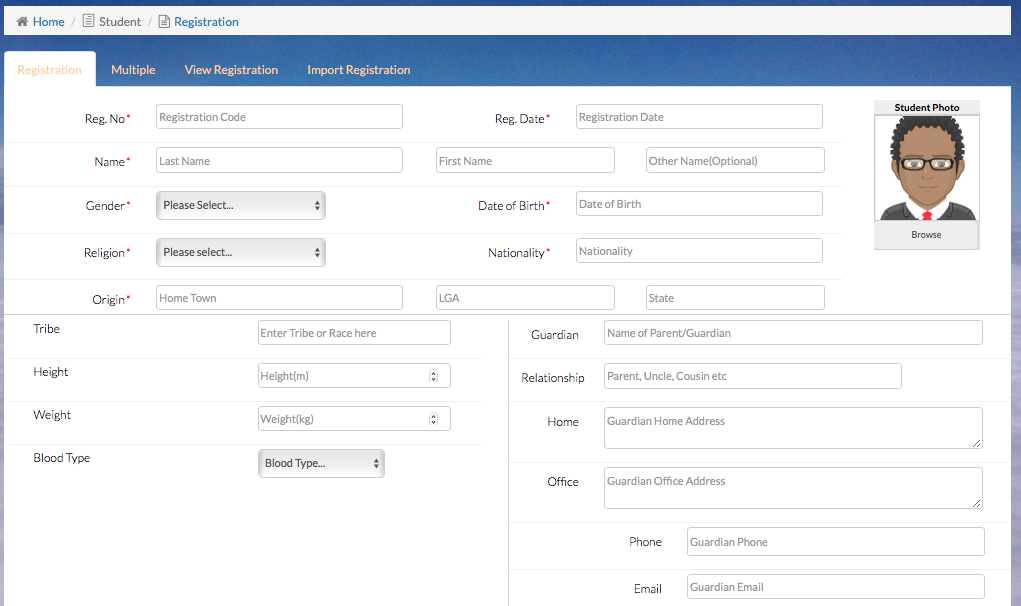 Home / Student / Registration
Registration Multiple View Registration Import Registration
Reg. No* Registration Code Reg. Date* Registration Date
Student Photo
Name* Last Name First Name Other Name(Optional)
Gender* Please Select... Date of Birth* Date of Birth
Browse
Religion* Please select... Nationality* Nationality
Origin* Home Town LGA State
Tribe Enter Tribe or Race here
Height Height(m)
Weight Weight(kg)
Blood Type Blood Type...
Guardian Name of Parent/Guardian
Relationship Parent, Uncle, Cousin etc
Home Guardian Home Address
Office Guardian Office Address
Phone Guardian Phone
Email Guardian Email